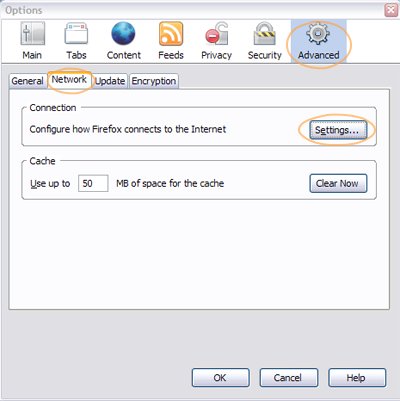 Options
Main Tabs Content Feeds Privacy Security Advanced
General Network Update Encryption
Connection
Configure how Firefox connects to the Internet Settings...
Cache
Use up to 50 MB of space for the cache Clear Now
OK Cancel Help